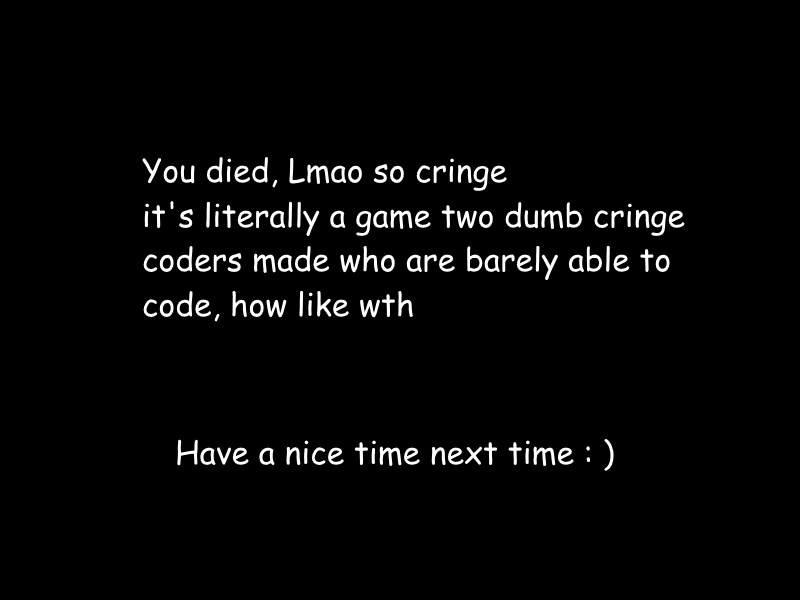 You died, Lmao so cringe
it's literally a game two dumb cringe
coders made who are barely able to
code, how like wth
Have a nice time next time : )